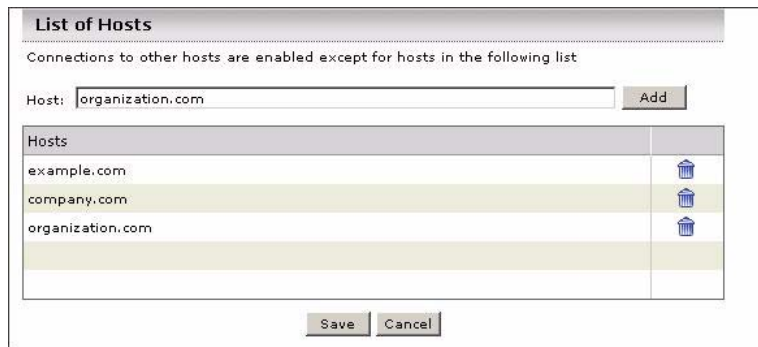 List of Hosts
Connections to other hosts are enabled except for hosts in the following list
Host: organization.com Add
Hosts
example.com
company.com
organization.com
Save Cancel